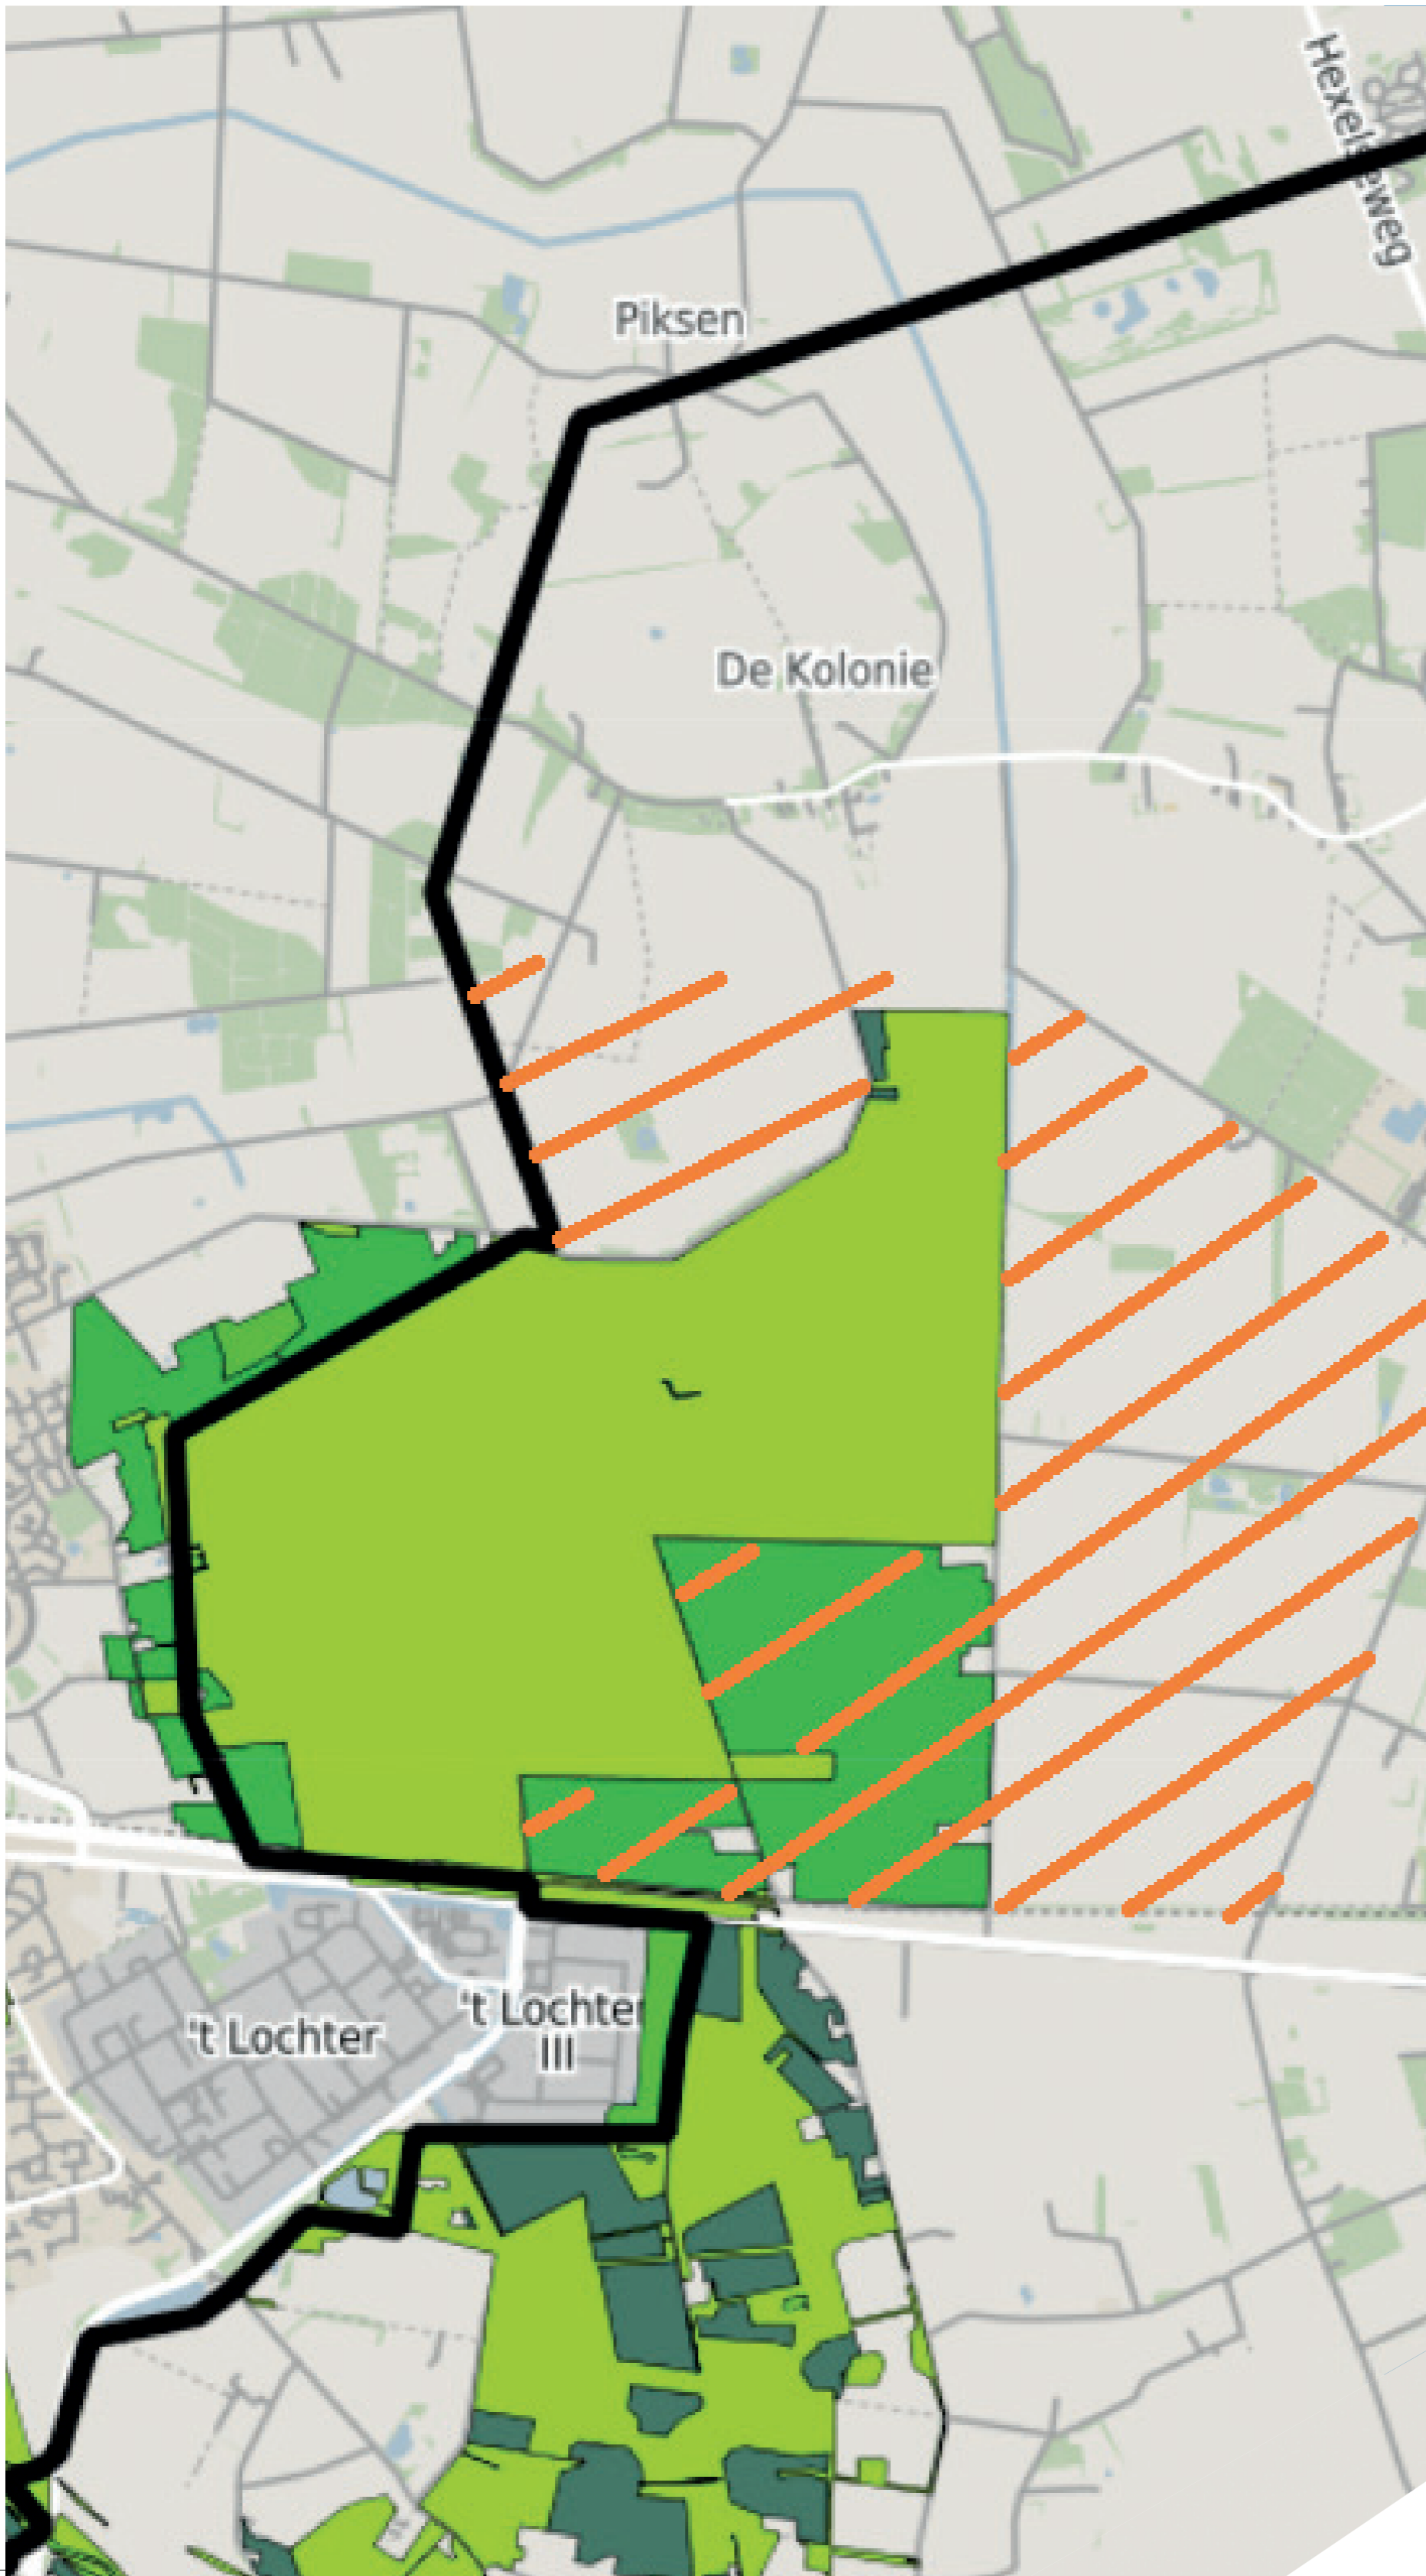 Hexelseweg
Piksen
De Kolonie
't Lochter
't Lochter
III